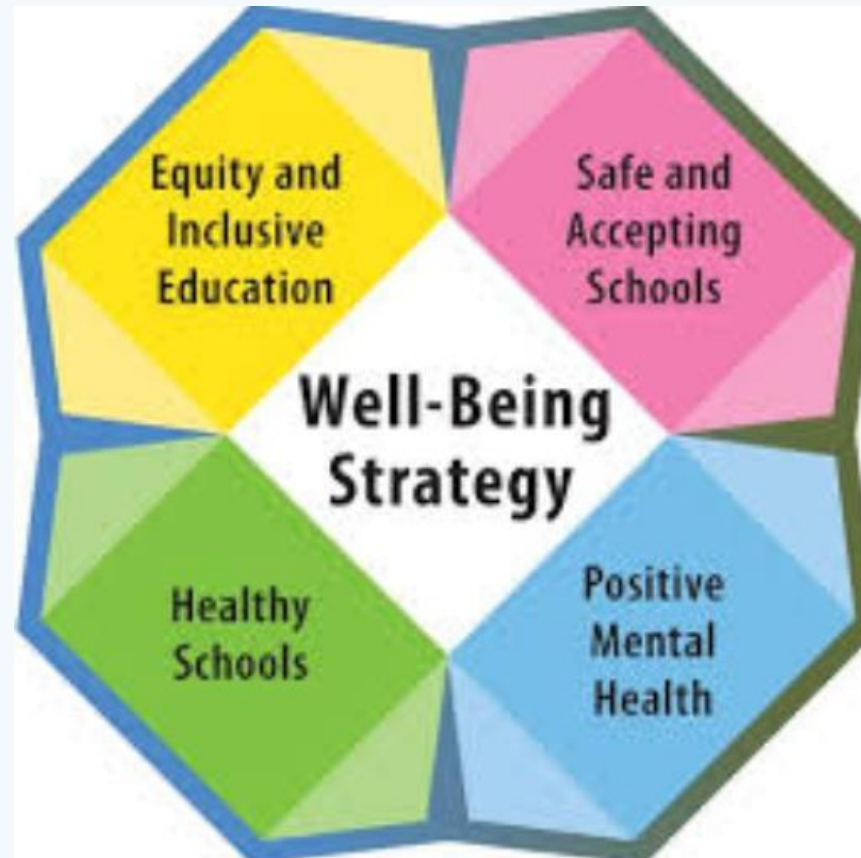 Equity and
Inclusive
Education
Safe and
Accepting
Schools
Well-Being
Strategy
Healthy
Schools
Positive
Mental
Health